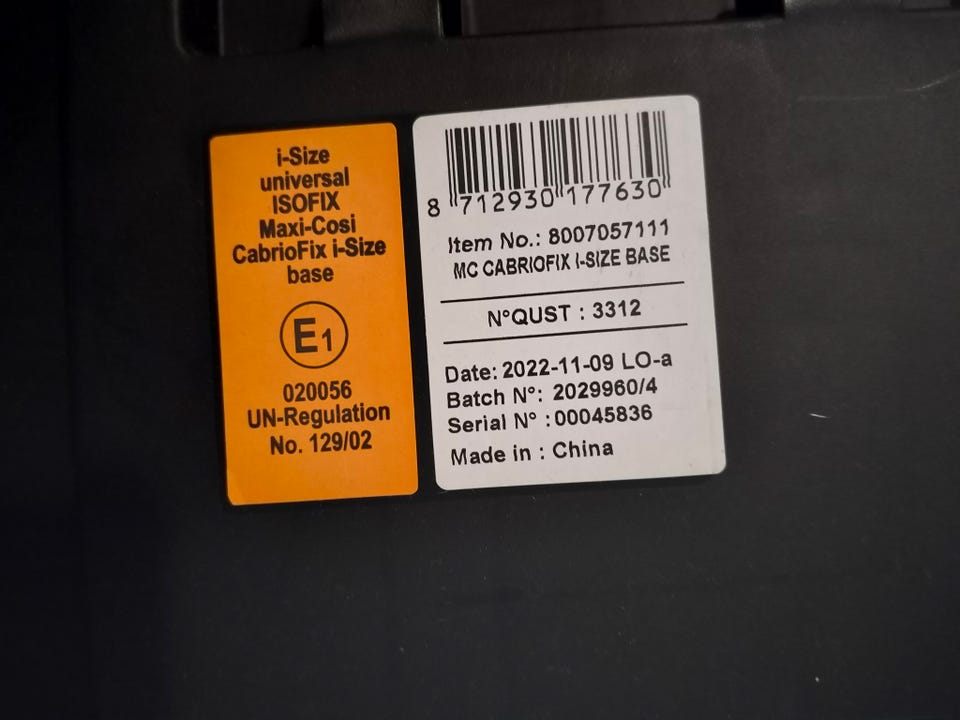 i-Size
universal
ISOFIX
Maxi-Cosi
CabrioFix i-Size
base
E1
020056
UN-Regulation
No. 129/02
8 712930 177630
Item No.: 8007057111
MC CABRIOFIX I-SIZE BASE
N°QUST : 3312
Date: 2022-11-09 LO-a
Batch N°: 2029960/4
Serial N° :00045836
Made in : China